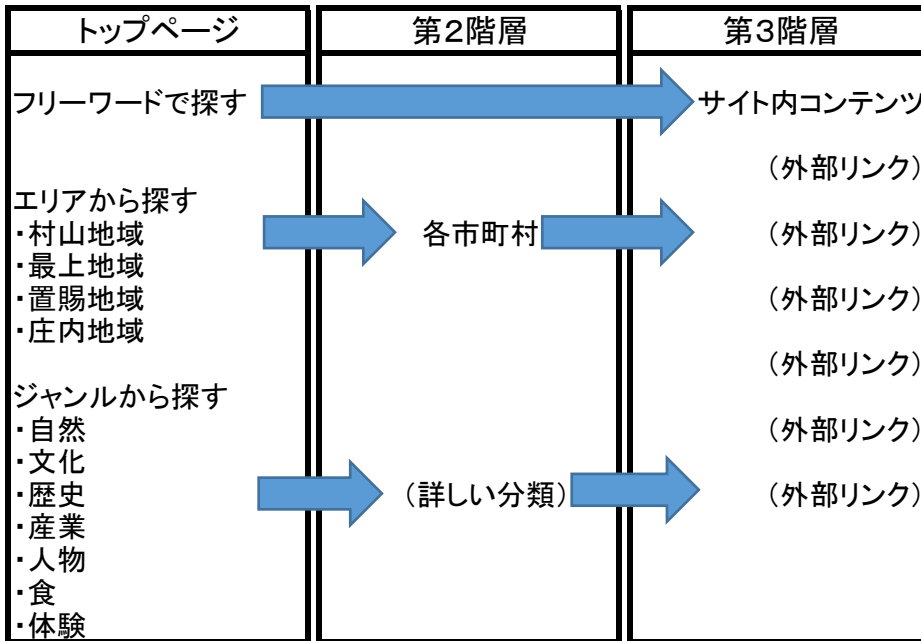 トップページ
第2階層
第3階層
フリーワードで探す
サイト内コンテンツ
(外部リンク)
エリアから探す
・村山地域
各市町村
(外部リンク)
・最上地域
・置賜地域
(外部リンク)
・庄内地域
(外部リンク)
ジャンルから探す
・自然
(外部リンク)
・文化
・歴史
(詳しい分類)
(外部リンク)
・産業
・人物
・食
・体験